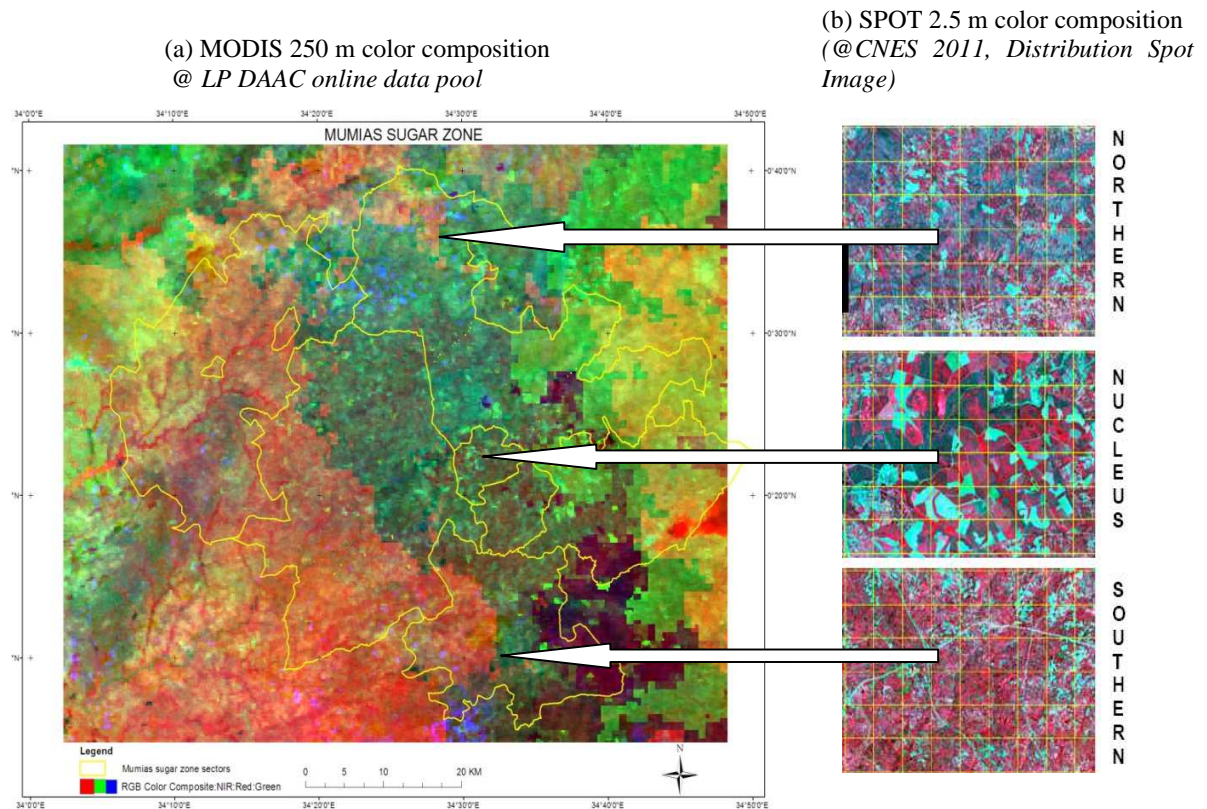 (a) MODIS 250 m color composition
@ LP DAAC online data pool
(b) SPOT 2.5 m color composition
(@CNES 2011, Distribution Spot
Image)
34°0'0"E 34°10'0"E 34°20'0"E 34°30'0"E 34°40'0"E 34°50'0"E
MUMIAS SUGAR ZONE
°N 0°40'0"N
°N 0°30'0"N
°N 0°20'0"N
°N
NORTHERN
NUCLEUS
SOUTHERN
Legend
Mumias sugar zone sectors
RGB Color Composite:NIR:Red:Green
0 5 10 20 KM
N
34°0'0"E 34°10'0"E 34°20'0"E 34°30'0"E 34°40'0"E 34°50'0"E